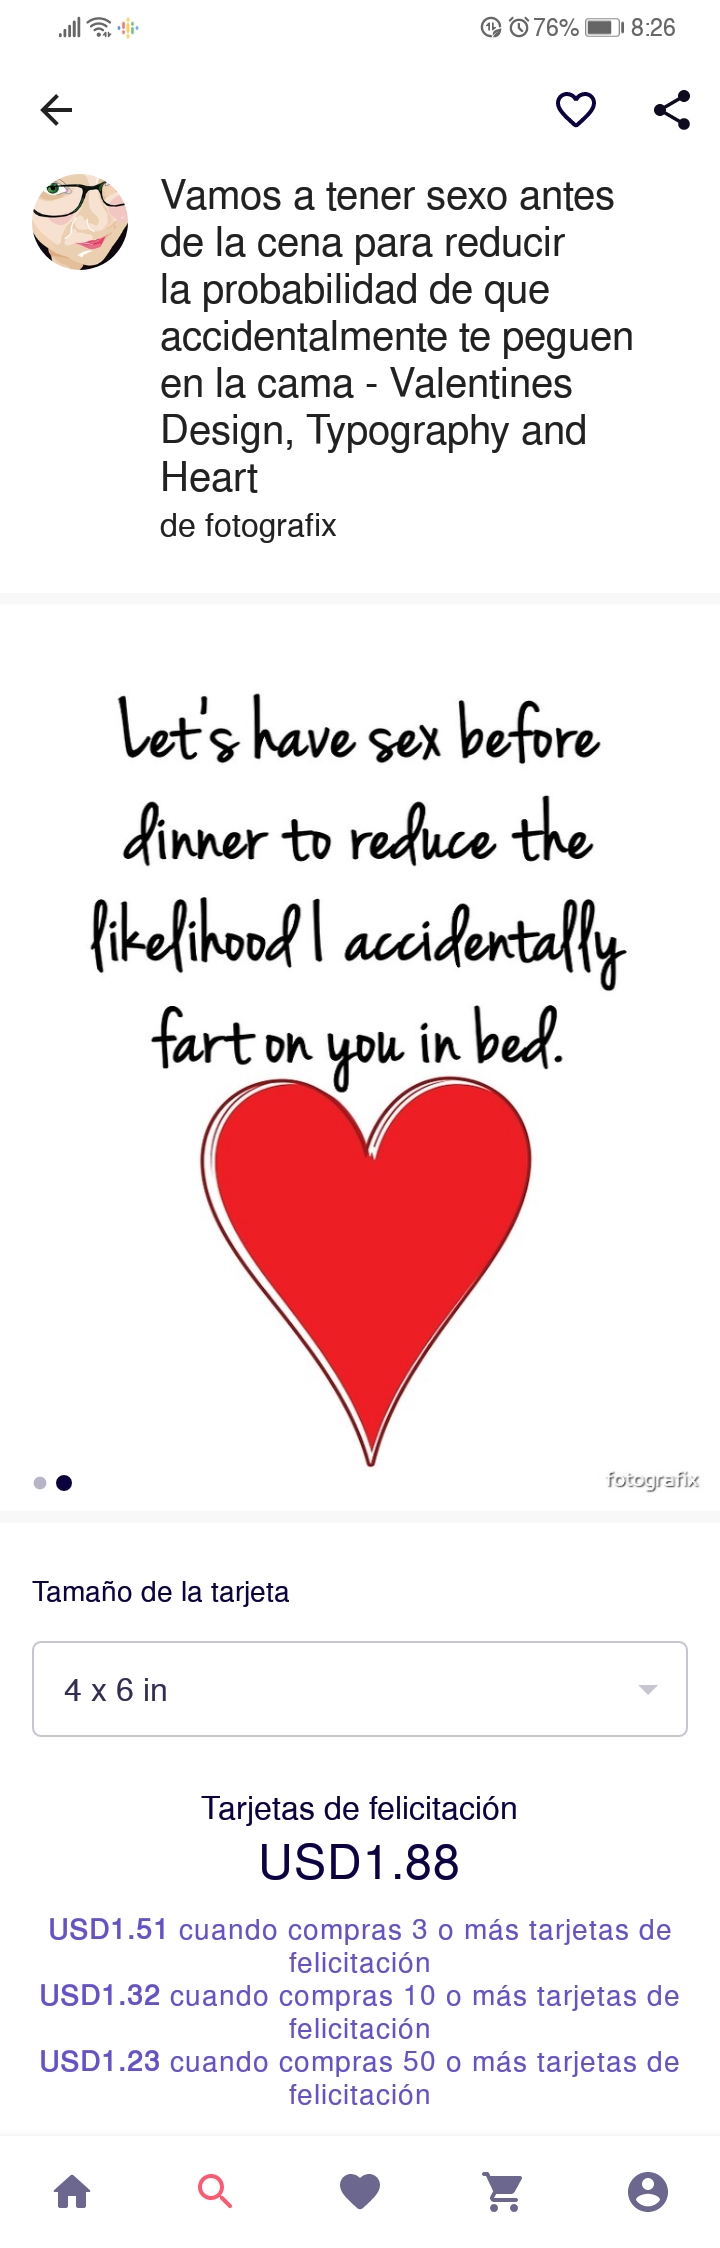 76% 8:26
Vamos a tener sexo antes
de la cena para reducir
la probabilidad de que
accidentalmente te peguen
en la cama - Valentines
Design, Typography and
Heart
de fotografix
Let's have sex before
dinner to reduce the
likelihood I accidentally
fart on you in bed.
fotografix
Tamaño de la tarjeta
4 x 6 in
Tarjetas de felicitación
USD1.88
USD1.51 cuando compras 3 o más tarjetas de
felicitación
USD1.32 cuando compras 10 o más tarjetas de
felicitación
USD1.23 cuando compras 50 o más tarjetas de
felicitación